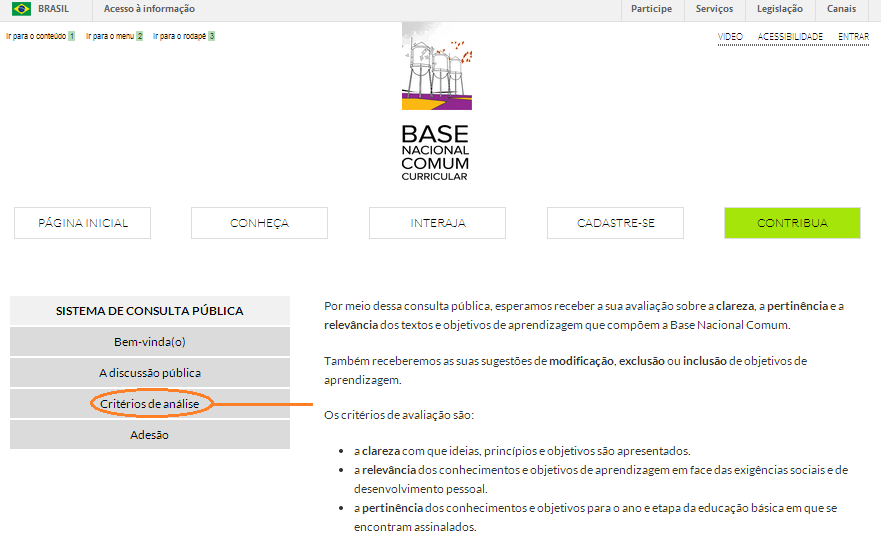 BRASIL Acesso à informação Participe Serviços Legislação Canais
Ir para o conteúdo 1 Ir para o menu 2 Ir para o rodapé 3 VIDEO ACESSIBILIDADE ENTRAR
BASE
NACIONAL
COMUM
CURRICULAR
PÁGINA INICIAL CONHEÇA INTERAJA CADASTRE-SE CONTRIBUA
SISTEMA DE CONSULTA PÚBLICA
Bem-vinda(o)
A discussão pública
Critérios de análise
Adesão
Por meio dessa consulta pública, esperamos receber a sua avaliação sobre a clareza, a pertinência e a
relevância dos textos e objetivos de aprendizagem que compõem a Base Nacional Comum.
Também receberemos as suas sugestões de modificação, exclusão ou inclusão de objetivos de
aprendizagem.
Os critérios de avaliação são:
• a clareza com que ideias, princípios e objetivos são apresentados.
• a relevância dos conhecimentos e objetivos de aprendizagem em face das exigências sociais e de
desenvolvimento pessoal.
• a pertinência dos conhecimentos e objetivos para o ano e etapa da educação básica em que se
encontram assinalados.